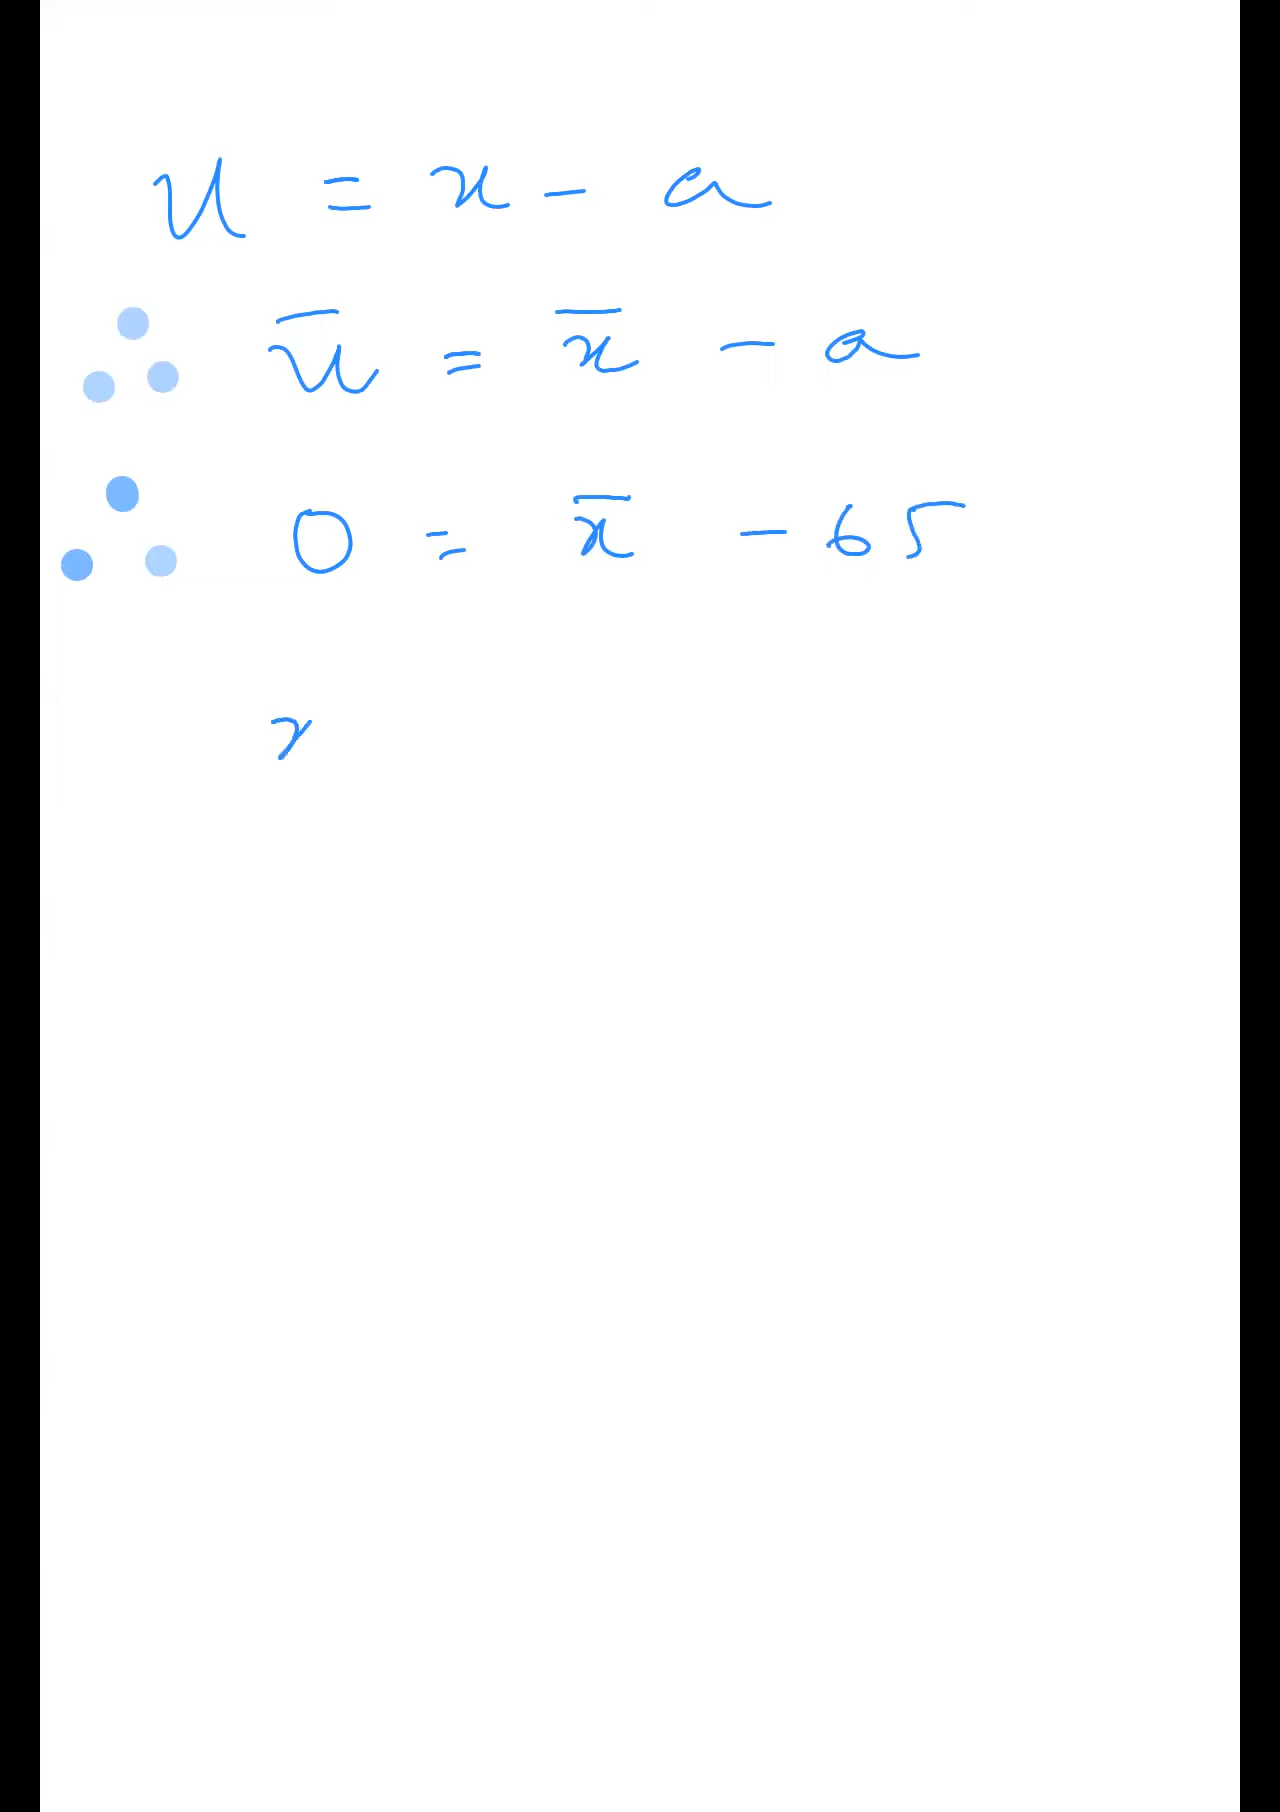 u = x - a
∴ u̅ = x̅ - a
∴ 0 = x̅ - 65
x